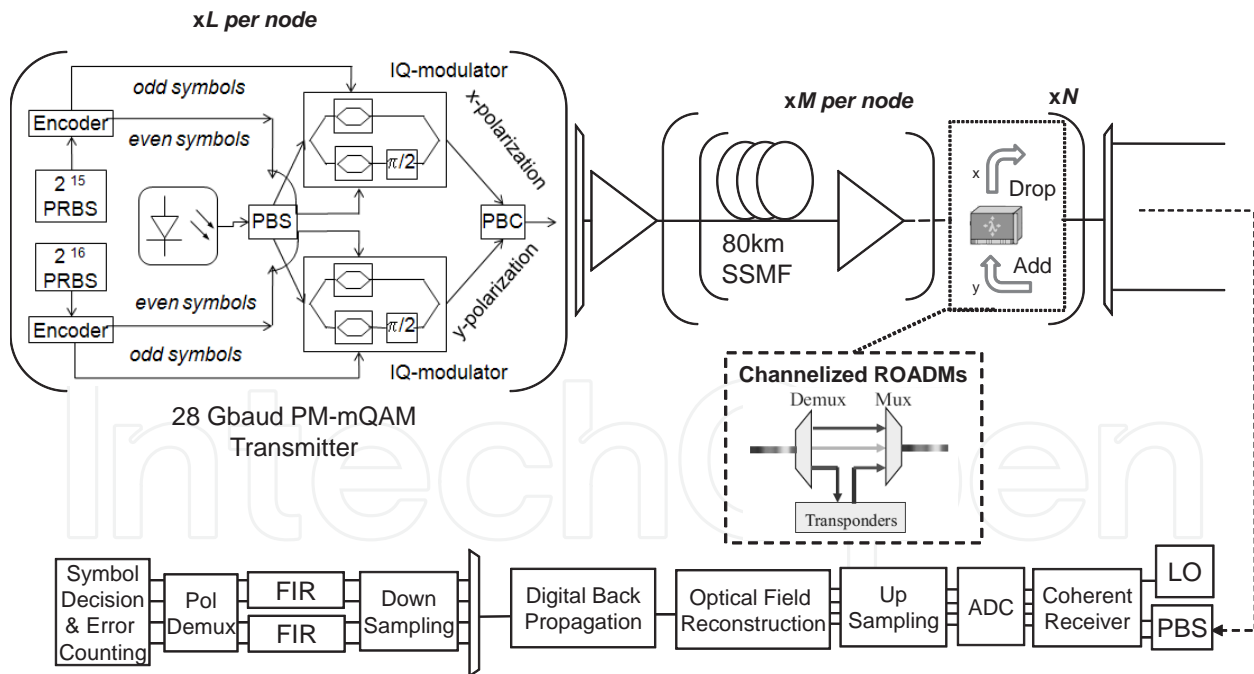 xL per node
odd symbols
Encoder
even symbols
2 15
PRBS
2 16
PRBS
even symbols
Encoder
odd symbols
PBS
IQ-modulator
π/2
x-polarization
PBC
y-polarization
π/2
IQ-modulator
28 Gbaud PM-mQAM
Transmitter
xM per node
80km
SSMF
xN
x
Drop
Add
y
Channelized ROADMs
Demux
Mux
Transponders
IntechOpen
Symbol
Decision
& Error
Counting
Pol
Demux
FIR
FIR
Down
Sampling
Digital Back
Propagation
Optical Field
Reconstruction
Up
Sampling
ADC
Coherent
Receiver
LO
PBS